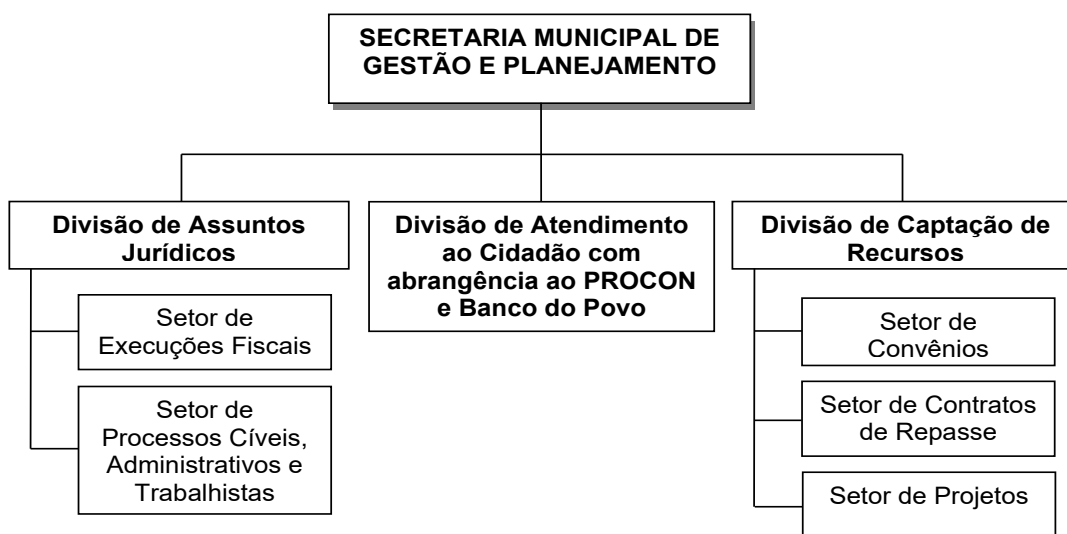 SECRETARIA MUNICIPAL DE
GESTÃO E PLANEJAMENTO
Divisão de Assuntos
Jurídicos
Setor de
Execuções Fiscais
Setor de
Processos Cíveis,
Administrativos e
Trabalhistas
Divisão de Atendimento
ao Cidadão com
abrangência ao PROCON
e Banco do Povo
Divisão de Captação de
Recursos
Setor de
Convênios
Setor de Contratos
de Repasse
Setor de Projetos